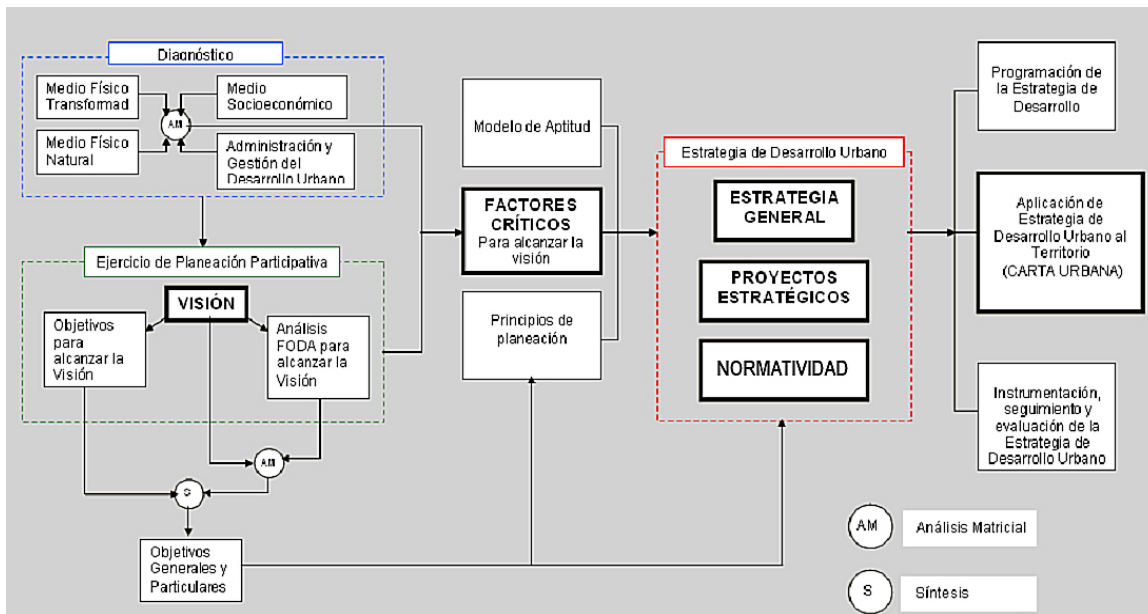 Diagnóstico
Medio Físico
Transformad
Medio
Socioeconómico
AM
Medio Físico
Natural
Administración y
Gestión del
Desarrollo Urbano
Ejercicio de Planeación Participativa
VISIÓN
Objetivos
para
alcanzar la
Visión
Análisis
FODA para
alcanzar la
Visión
AM
S
Objetivos
Generales y
Particulares
Modelo de Aptitud
FACTORES
CRÍTICOS
Para alcanzar la
visión
Principios de
planeación
Estrategia de Desarrollo Urbano
ESTRATEGIA
GENERAL
PROYECTOS
ESTRATÉGICOS
NORMATIVIDAD
Programación de
la Estrategia de
Desarrollo
Aplicación de
Estrategia de
Desarrollo Urbano al
Territorio
(CARTA URBANA)
Instrumentación,
seguimiento y
evaluación de la
Estrategia de
Desarrollo Urbano
AM
Análisis Matricial
S
Síntesis